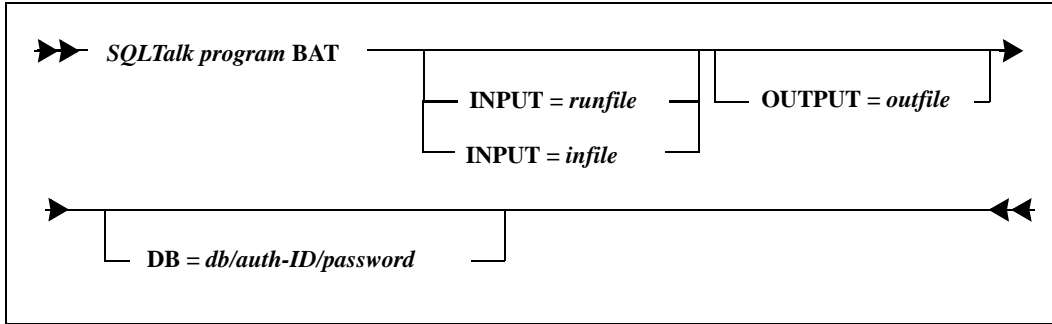 SQLTalk program BAT
INPUT = runfile
OUTPUT = outfile
INPUT = infile
DB = db/auth-ID/password